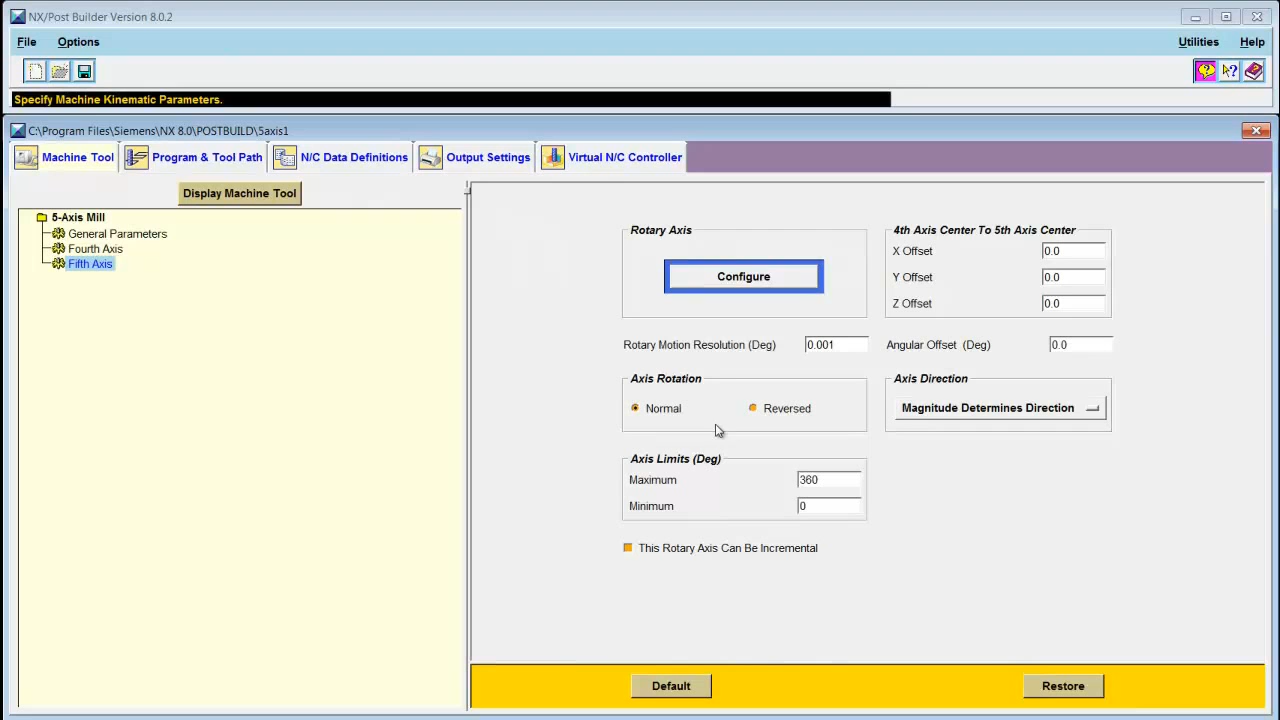 NX/Post Builder Version 8.0.2
File Options Utilities Help
Specify Machine Kinematic Parameters.
C:\Program Files\Siemens\NX 8.0\POSTBUILD\5axis1
Machine Tool Program & Tool Path N/C Data Definitions Output Settings Virtual N/C Controller
Display Machine Tool
5-Axis Mill
General Parameters
Fourth Axis
Fifth Axis
Rotary Axis
Configure
4th Axis Center To 5th Axis Center
X Offset 0.0
Y Offset 0.0
Z Offset 0.0
Rotary Motion Resolution (Deg) 0.001
Angular Offset (Deg) 0.0
Axis Rotation
Normal Reversed
Axis Direction
Magnitude Determines Direction
Axis Limits (Deg)
Maximum 360
Minimum 0
This Rotary Axis Can Be Incremental
Default Restore